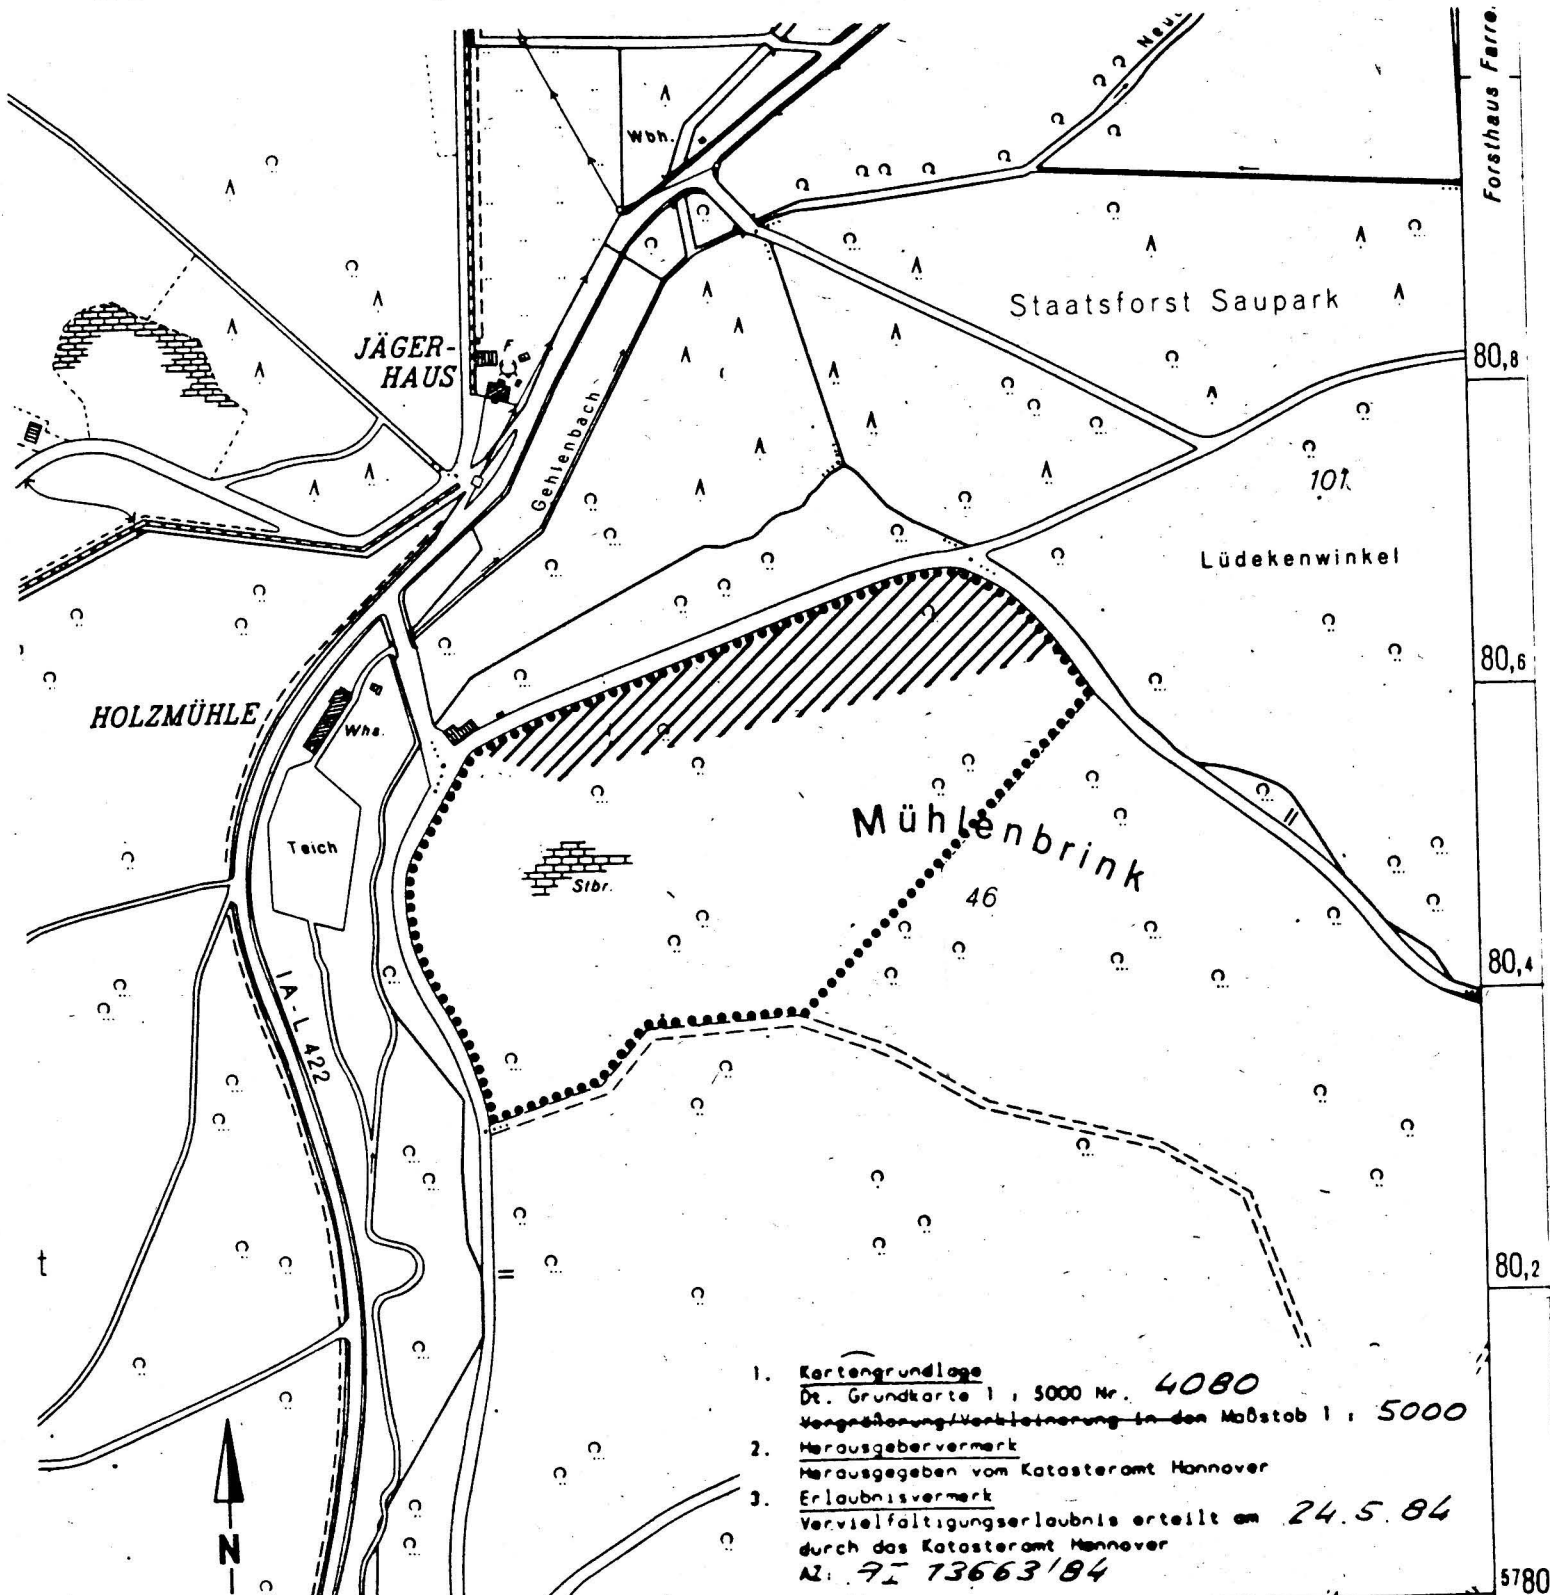 Forsthaus Farre.
Wbh.
Staatsforst Saupark
JÄGER-
HAUS
F
80,8
Gehlenbach
101
Lüdekenwinkel
80,6
HOLZMÜHLE
Whs.
Mühlenbrink
Teich
Stbr.
46
80,4
IA-L 422
t
80,2
1. Kartengrundlage
Dt. Grundkarte 1 : 5000 Nr. 4080
Vergrößerung/Verkleinerung in den Maßstab 1 : 5000
2. Herausgebervermerk
Herausgegeben vom Katasteramt Hannover
3. Erlaubnisvermerk
Vervielfältigungserlaubnis erteilt am 24.5.84
durch das Katasteramt Hannover
AZ: 13663/84
N
5780